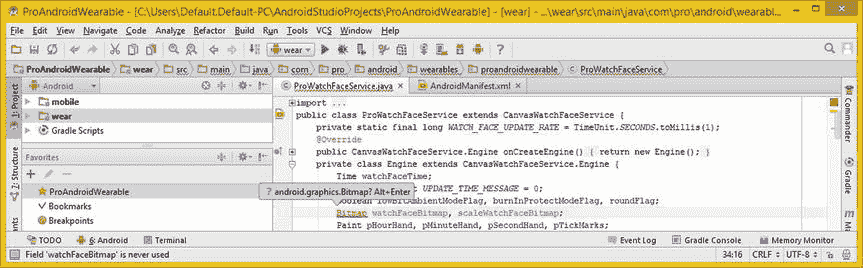 ProAndroidWearable - [C:\Users\Default.Default-PC\AndroidStudioProjects\ProAndroidWearable] - [wear] - ...\wear\src\main\java\com\pro\android\wearabl...
File Edit View Navigate Code Analyze Refactor Build Run Tools VCS Window Help
wear
ProAndroidWearable wear src main java com pro android wearables proandroidwearable ProWatchFaceService
Android
ProWatchFaceService.java AndroidManifest.xml
1: Project
mobile
wear
Gradle Scripts
Favorites
ProAndroidWearable
Bookmarks
Breakpoints
7: Structure
import ...
public class ProWatchFaceService extends CanvasWatchFaceService {
private static final long WATCH_FACE_UPDATE_RATE = TimeUnit.SECONDS.toMillis(1);
@Override
public CanvasWatchFaceService.Engine onCreateEngine() { return new Engine(); }
private class Engine extends CanvasWatchFaceService.Engine {
Time watchFaceTime;
? android.graphics.Bitmap? Alt+Enter
UPDATE_TIME_MESSAGE = 0;
boolean lowBitAmbientModeFlag, burnInProtectModeFlag, roundFlag;
Bitmap watchFaceBitmap, scaleWatchFaceBitmap;
Paint pHourHand, pMinuteHand, pSecondHand, pTickMarks;
Commander
Gradle
TODO 6: Android Terminal Event Log Gradle Console Memory Monitor
Field 'watchFaceBitmap' is never used 34:16 CRLF UTF-8